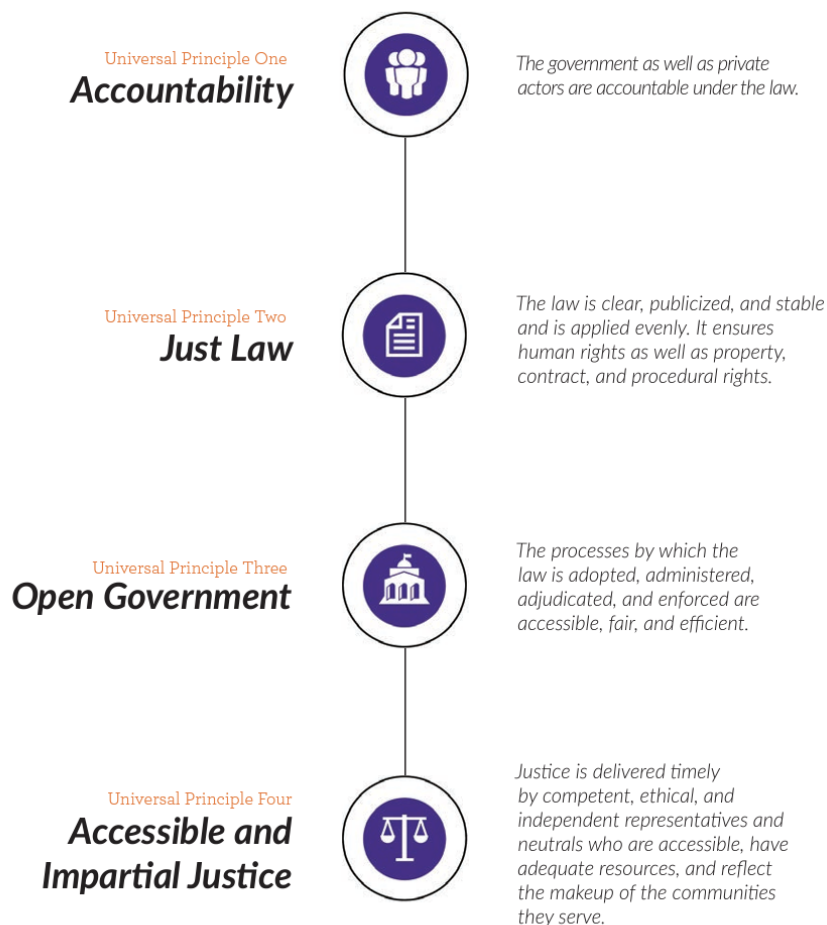 Universal Principle One
Accountability
The government as well as private
actors are accountable under the law.
Universal Principle Two
Just Law
The law is clear, publicized, and stable
and is applied evenly. It ensures
human rights as well as property,
contract, and procedural rights.
Universal Principle Three
Open Government
The processes by which the
law is adopted, administered,
adjudicated, and enforced are
accessible, fair, and efficient.
Universal Principle Four
Accessible and
Impartial Justice
Justice is delivered timely
by competent, ethical, and
independent representatives and
neutrals who are accessible, have
adequate resources, and reflect
the makeup of the communities
they serve.